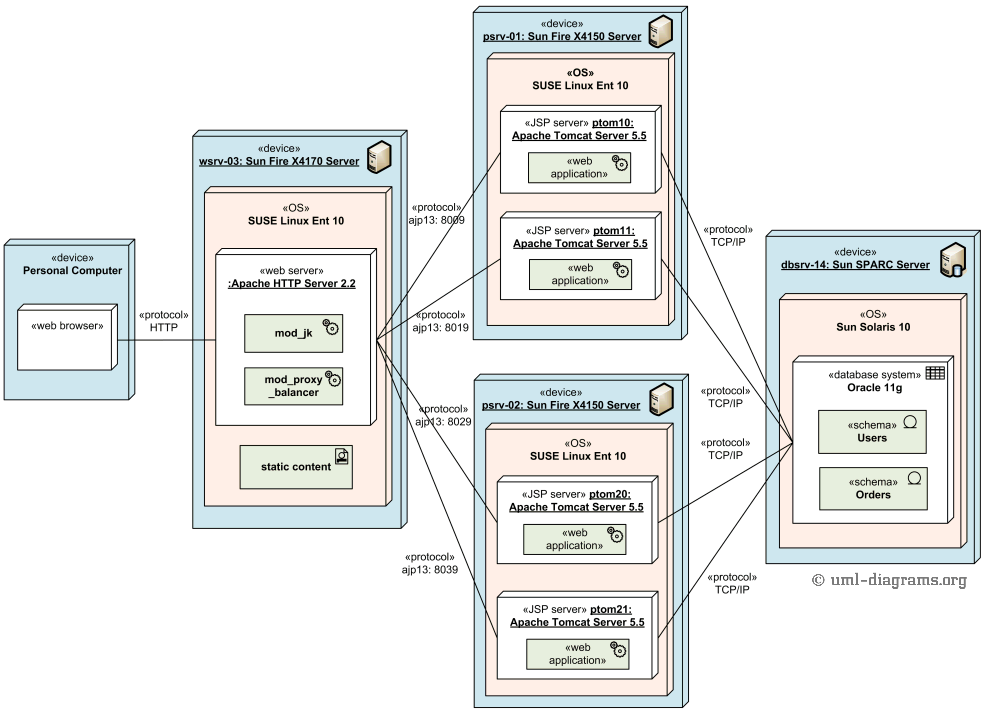 «device»
Personal Computer
«web browser»
«protocol»
HTTP
«device»
wsrv-03: Sun Fire X4170 Server
«OS»
SUSE Linux Ent 10
«web server»
:Apache HTTP Server 2.2
mod_jk
mod_proxy
_balancer
static content
«protocol»
ajp13: 8009
«protocol»
ajp13: 8019
«protocol»
ajp13: 8029
«protocol»
ajp13: 8039
«device»
psrv-01: Sun Fire X4150 Server
«OS»
SUSE Linux Ent 10
«JSP server» ptom10:
Apache Tomcat Server 5.5
«web
application»
«JSP server» ptom11:
Apache Tomcat Server 5.5
«web
application»
«device»
psrv-02: Sun Fire X4150 Server
«OS»
SUSE Linux Ent 10
«JSP server» ptom20:
Apache Tomcat Server 5.5
«web
application»
«JSP server» ptom21:
Apache Tomcat Server 5.5
«web
application»
«protocol»
TCP/IP
«protocol»
TCP/IP
«protocol»
TCP/IP
«protocol»
TCP/IP
«device»
dbsrv-14: Sun SPARC Server
«OS»
Sun Solaris 10
«database system»
Oracle 11g
«schema»
Users
«schema»
Orders
© uml-diagrams.org